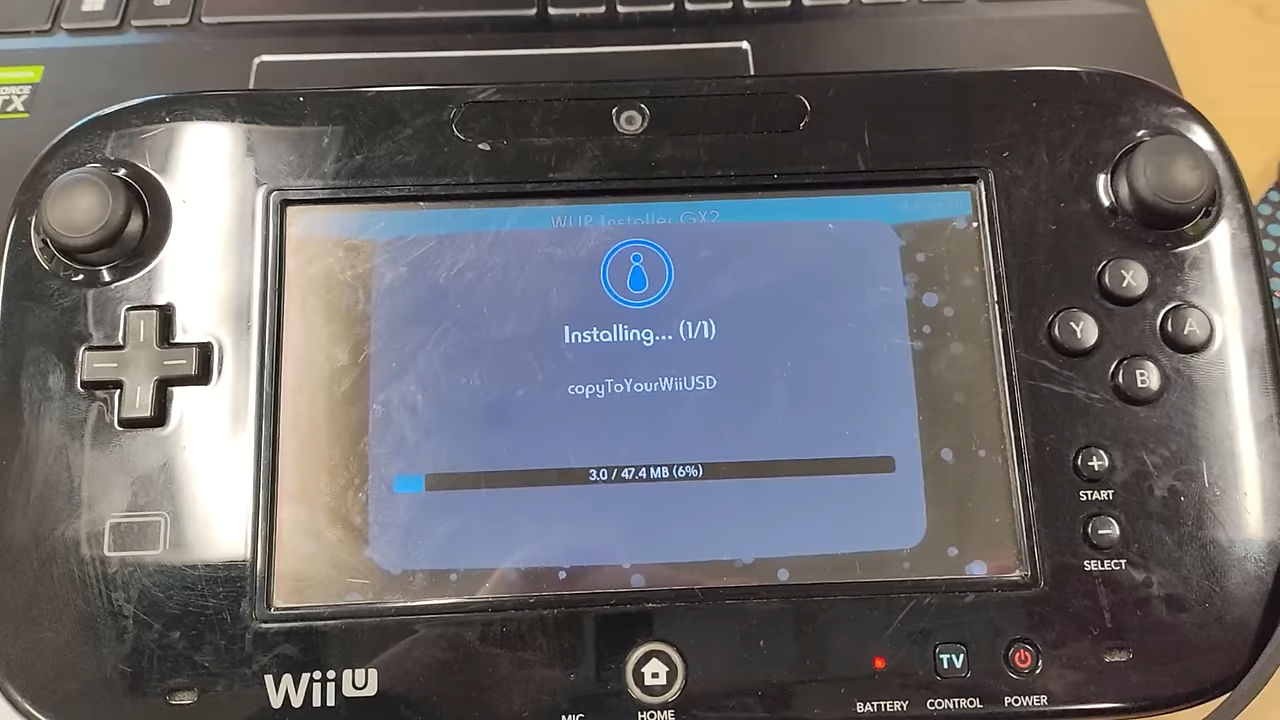 WUP Installer GX2
Installing... (1/1)
copyToYourWiiUSD
3.0 / 47.4 MB (6%)
X
Y
A
B
START
SELECT
Wii U
TV
MIC
HOME
BATTERY
CONTROL
POWER